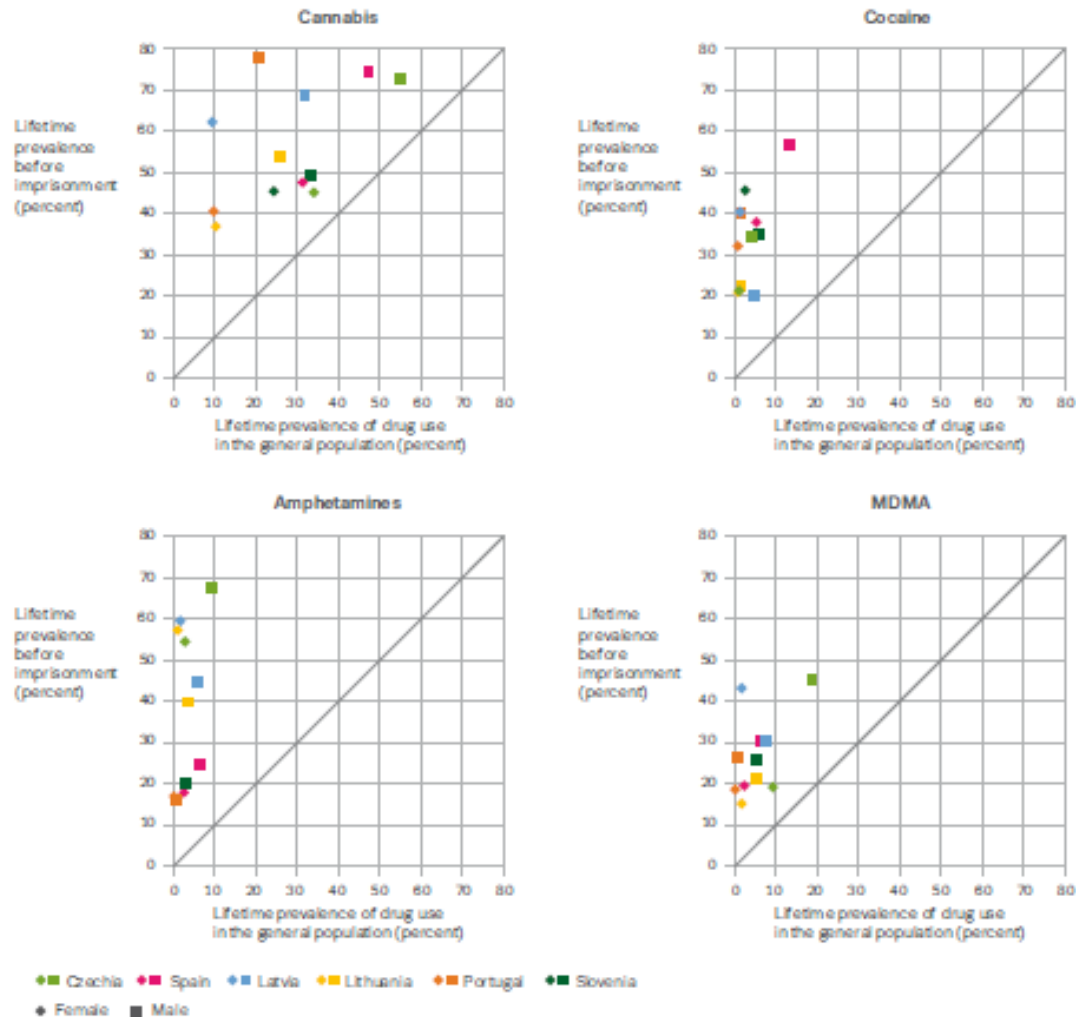 Cannabis
80
70
60
50
40
30
20
10
0
Lifetime
prevalence
before
imprisonment
(percent)
0 10 20 30 40 50 60 70 80
Lifetime prevalence of drug use
in the general population (percent)
Cocaine
80
70
60
50
40
30
20
10
0
Lifetime
prevalence
before
imprisonment
(percent)
0 10 20 30 40 50 60 70 80
Lifetime prevalence of drug use
in the general population (percent)
Amphetamines
80
70
60
50
40
30
20
10
0
Lifetime
prevalence
before
imprisonment
(percent)
0 10 20 30 40 50 60 70 80
Lifetime prevalence of drug use
in the general population (percent)
MDMA
80
70
60
50
40
30
20
10
0
Lifetime
prevalence
before
imprisonment
(percent)
0 10 20 30 40 50 60 70 80
Lifetime prevalence of drug use
in the general population (percent)
Czechia Spain Latvia Lithuania Portugal Slovenia
Female Male